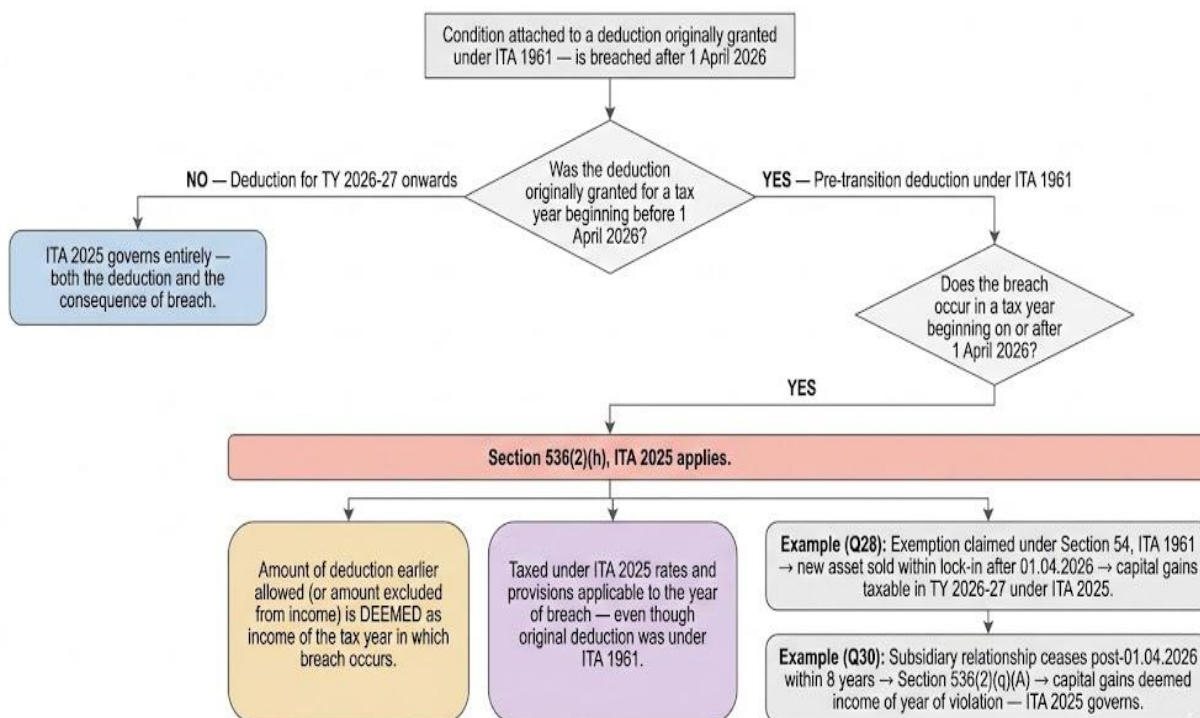 Condition attached to a deduction originally granted
under ITA 1961 — is breached after 1 April 2026
Was the deduction
originally granted for a tax
year beginning before 1
April 2026?
NO — Deduction for TY 2026-27 onwards
YES — Pre-transition deduction under ITA 1961
ITA 2025 governs entirely —
both the deduction and the
consequence of breach.
Does the breach
occur in a tax year
beginning on or after
1 April 2026?
YES
Section 536(2)(h), ITA 2025 applies.
Amount of deduction earlier
allowed (or amount excluded
from income) is DEEMED as
income of the tax year in which
breach occurs.
Taxed under ITA 2025 rates and
provisions applicable to the year
of breach — even though
original deduction was under
ITA 1961.
Example (Q28): Exemption claimed under Section 54, ITA 1961
→ new asset sold within lock-in after 01.04.2026 → capital gains
taxable in TY 2026-27 under ITA 2025.
Example (Q30): Subsidiary relationship ceases post-01.04.2026
within 8 years → Section 536(2)(q)(A) → capital gains deemed
income of year of violation — ITA 2025 governs.